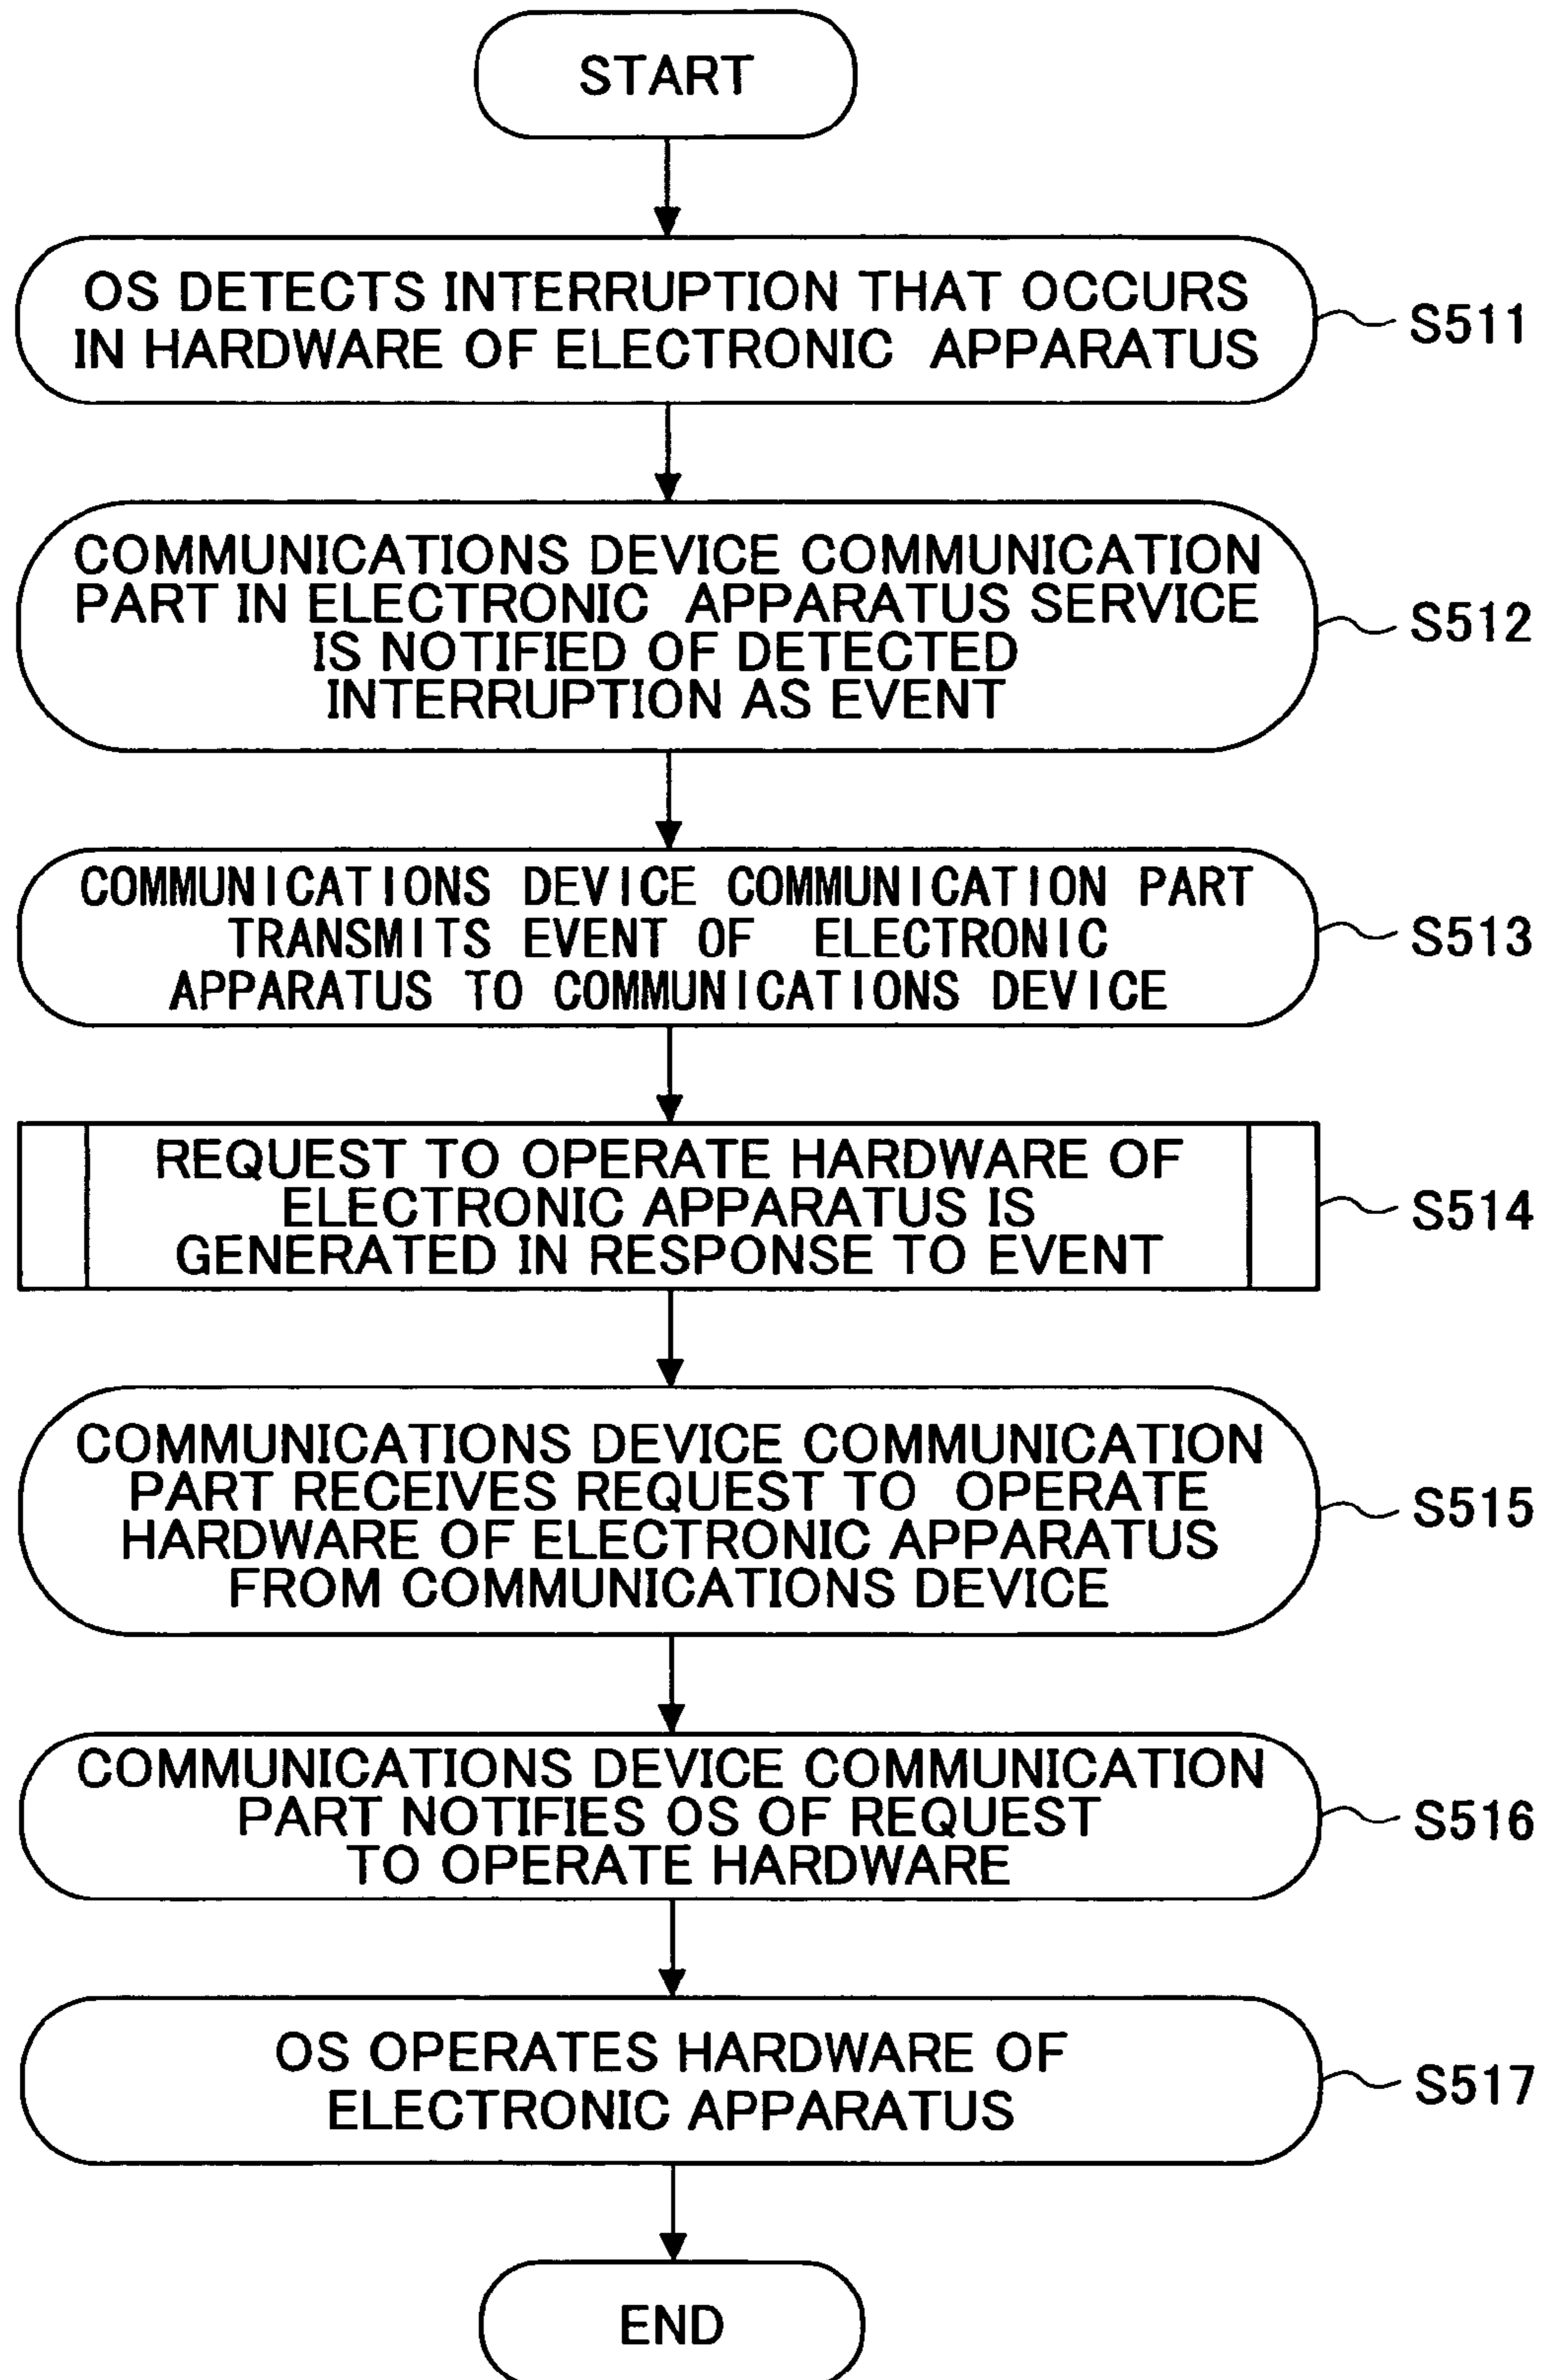 START
OS DETECTS INTERRUPTION THAT OCCURS
IN HARDWARE OF ELECTRONIC APPARATUS
S511
COMMUNICATIONS DEVICE COMMUNICATION
PART IN ELECTRONIC APPARATUS SERVICE
IS NOTIFIED OF DETECTED
INTERRUPTION AS EVENT
S512
COMMUNICATIONS DEVICE COMMUNICATION PART
TRANSMITS EVENT OF ELECTRONIC
APPARATUS TO COMMUNICATIONS DEVICE
S513
REQUEST TO OPERATE HARDWARE OF
ELECTRONIC APPARATUS IS
GENERATED IN RESPONSE TO EVENT
S514
COMMUNICATIONS DEVICE COMMUNICATION
PART RECEIVES REQUEST TO OPERATE
HARDWARE OF ELECTRONIC APPARATUS
FROM COMMUNICATIONS DEVICE
S515
COMMUNICATIONS DEVICE COMMUNICATION
PART NOTIFIES OS OF REQUEST
TO OPERATE HARDWARE
S516
OS OPERATES HARDWARE OF
ELECTRONIC APPARATUS
S517
END